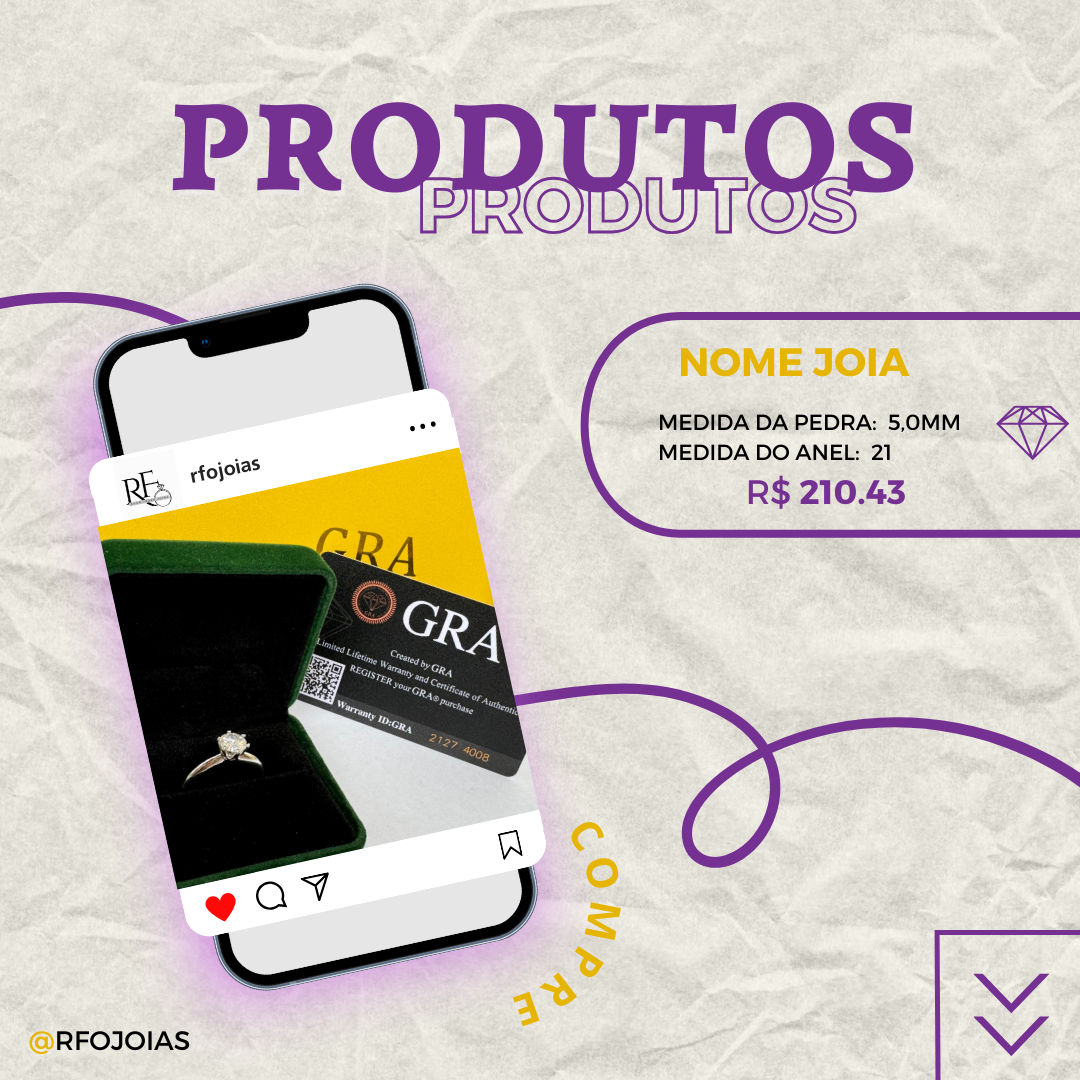 PRODUTOS
PRODUTOS
NOME JOIA
MEDIDA DA PEDRA: 5,0MM
MEDIDA DO ANEL: 21
R$ 210.43
RF
rfojoias
GRA
GRA
GRA
Created by GRA
Limited Lifetime Warranty and Certificate of
REGISTER your GRA® purchase
Warranty ID:GRA 2127 4008
COMPRE
@RFOJOIAS